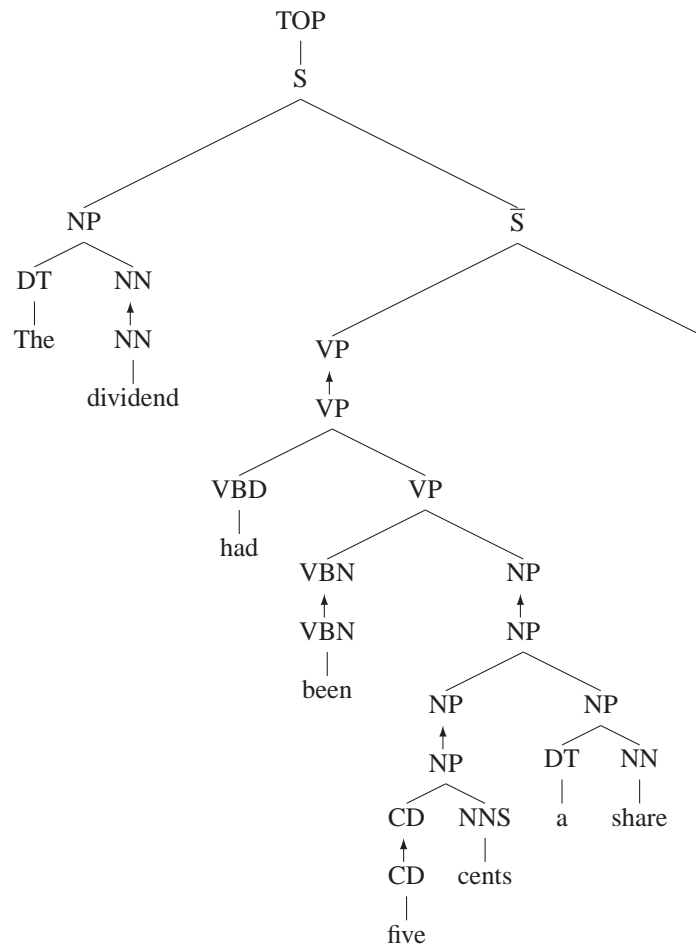 TOP
S
NP S̅
DT NN
The NN VP
dividend VP
VBD VP
had VBN NP
VBN NP
been NP NP
NP DT NN
CD NNS a share
CD cents
five